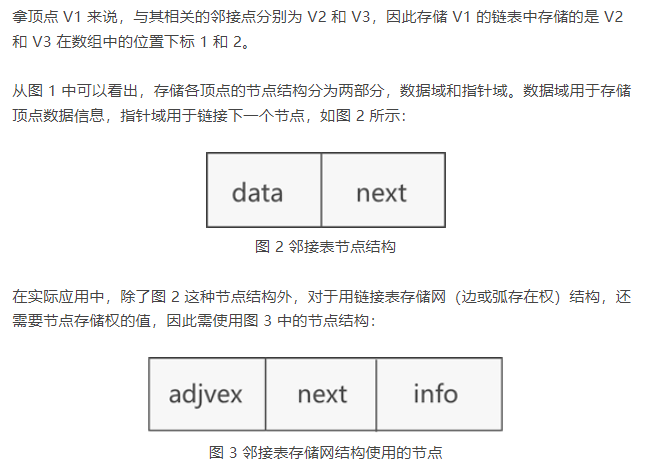 拿顶点 V1 来说，与其相关的邻接点分别为 V2 和 V3，因此存储 V1 的链表中存储的是 V2
和 V3 在数组中的位置下标 1 和 2。
从图 1 中可以看出，存储各顶点的节点结构分为两部分，数据域和指针域。数据域用于存储
顶点数据信息，指针域用于链接下一个节点，如图 2 所示：
data next
图 2 邻接表节点结构
在实际应用中，除了图 2 这种节点结构外，对于用链接表存储网（边或弧存在权）结构，还
需要节点存储权的值，因此需使用图 3 中的节点结构：
adjvex next info
图 3 邻接表存储网结构使用的节点